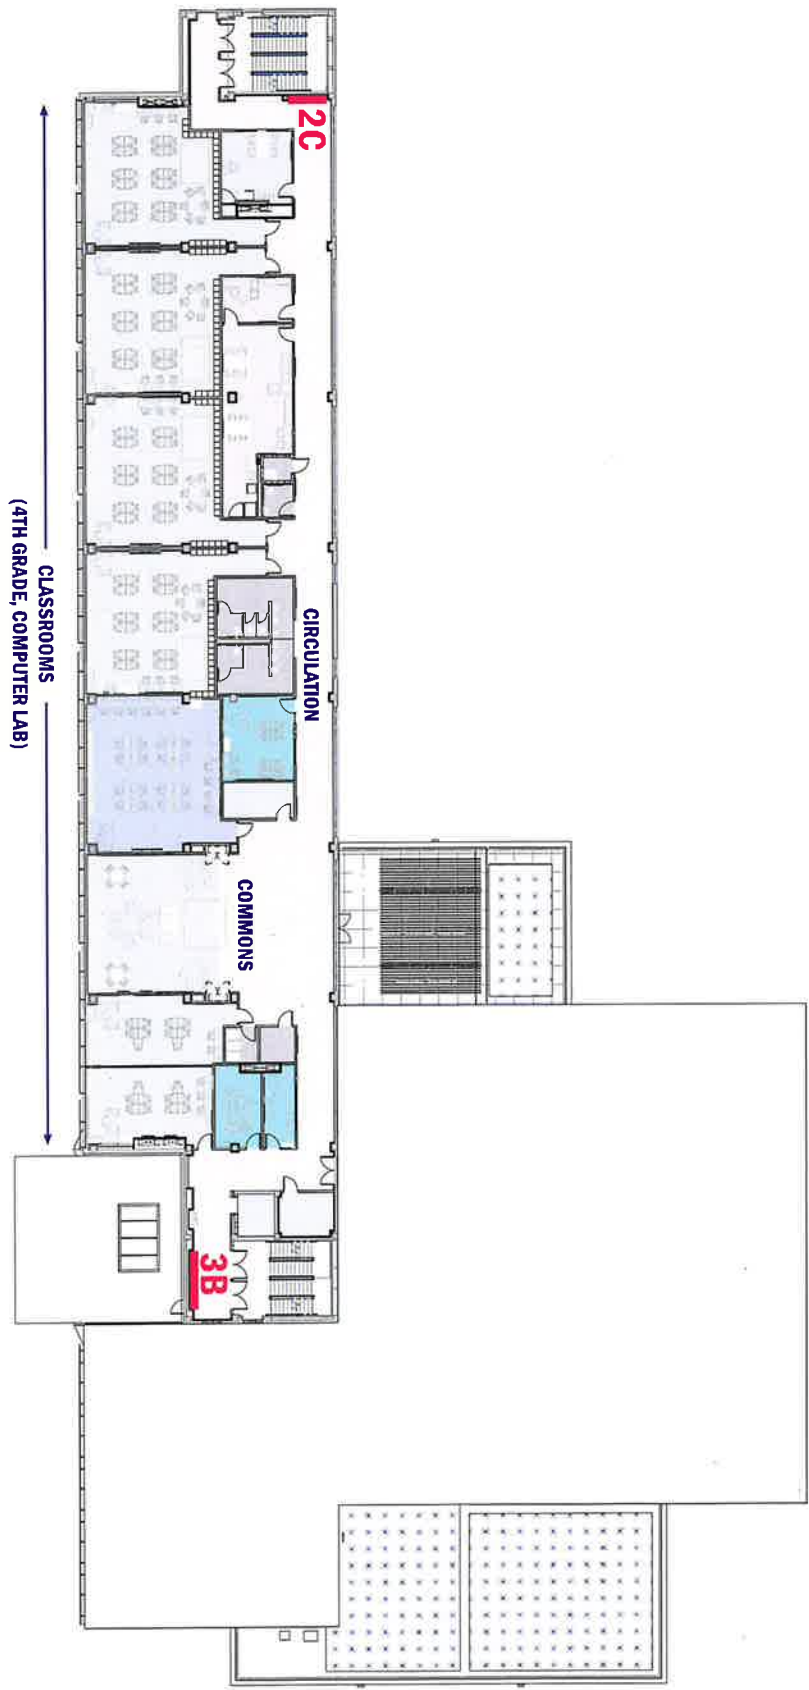 2C
CIRCULATION
COMMONS
CLASSROOMS
(4TH GRADE, COMPUTER LAB)
3B